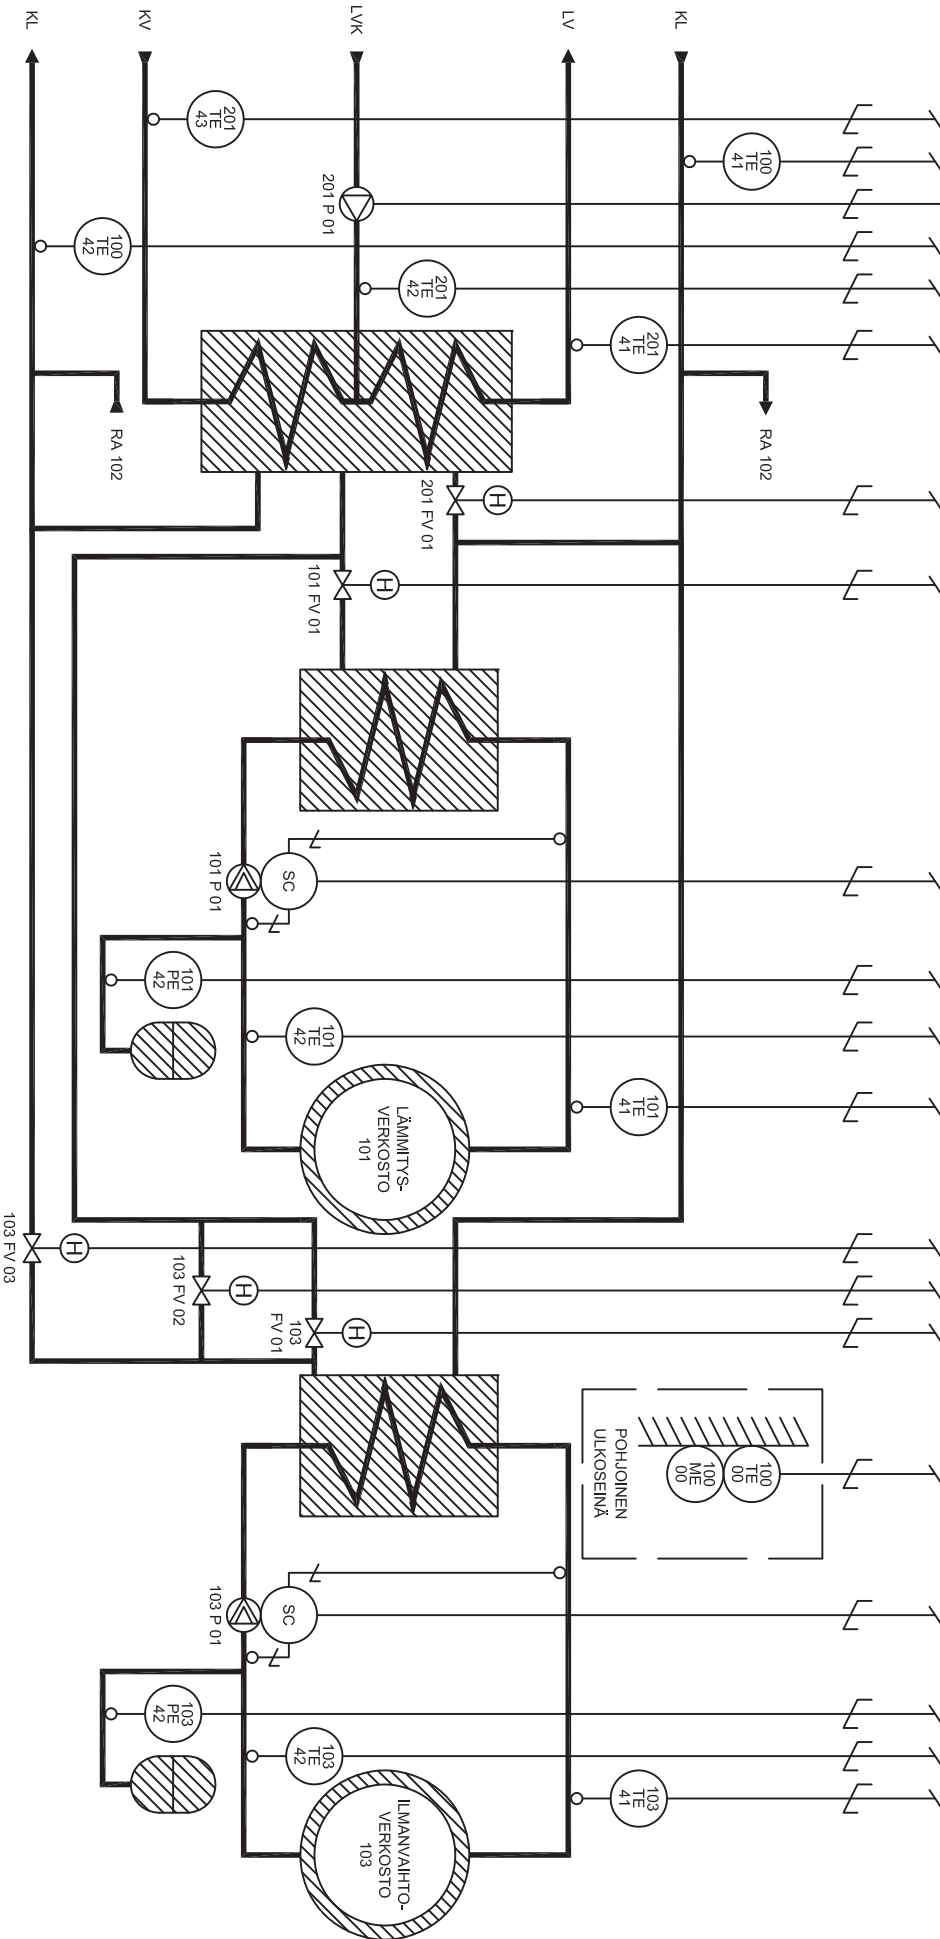 KL
KV
LVK
LV
KL
201
TE
43
100
TE
41
201 P 01
100
TE
42
201
TE
42
201
TE
41
RA 102
RA 102
201 FV 01
H
101 FV 01
H
101 P 01
SC
101
PE
42
101
TE
42
101
TE
41
LÄMMITYS-
VERKOSTO
101
103 FV 03
H
103 FV 02
H
103
FV 01
H
POHJOINEN
ULKOSEINÄ
100
ME
00
100
TE
00
103 P 01
SC
103
PE
42
103
TE
42
103
TE
41
ILMANVAIHTO-
VERKOSTO
103